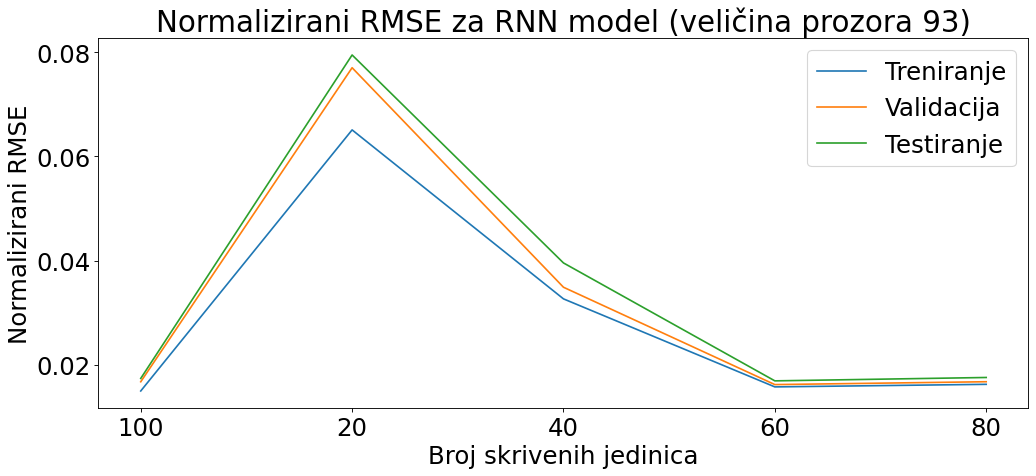 Normalizirani RMSE za RNN model (veličina prozora 93)
Normalizirani RMSE
0.08
0.06
0.04
0.02
Treniranje
Validacija
Testiranje
100 20 40 60 80
Broj skrivenih jedinica